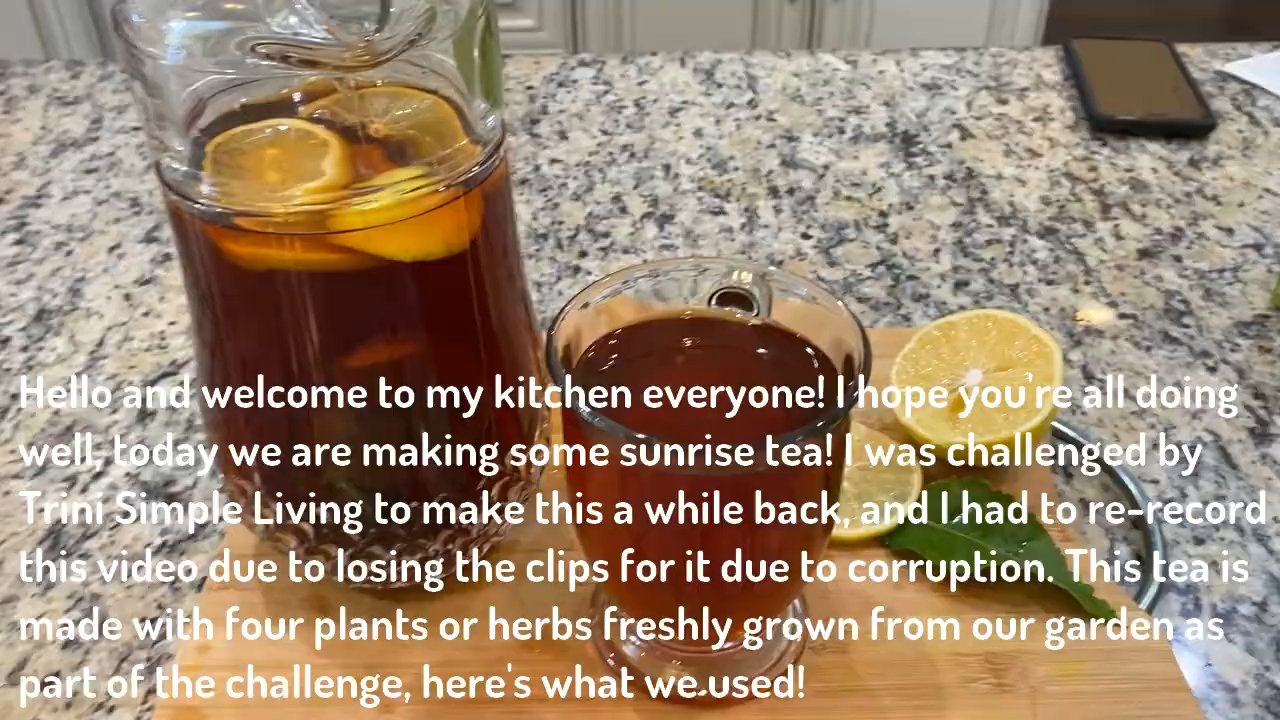 Hello and welcome to my kitchen everyone! I hope you're all doing
well, today we are making some sunrise tea! I was challenged by
Trini Simple Living to make this a while back, and I had to re-record
this video due to losing the clips for it due to corruption. This tea is
made with four plants or herbs freshly grown from our garden as
part of the challenge, here's what we used!